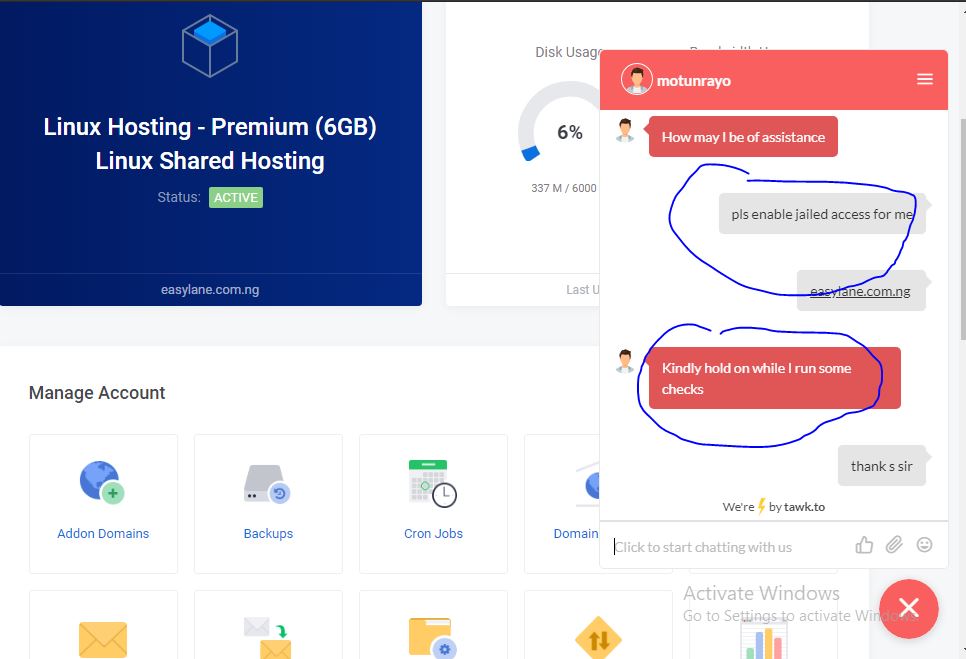 Linux Hosting - Premium (6GB)
Linux Shared Hosting
Status: ACTIVE
easylane.com.ng
Disk Usage
6%
337 M / 6000
Last U
motunrayo
How may I be of assistance
pls enable jailed access for me
easylane.com.ng
Kindly hold on while I run some
checks
thank s sir
We're by tawk.to
Click to start chatting with us
Manage Account
Addon Domains
Backups
Cron Jobs
Domain
Activate Windows
Go to Settings to activate Windows.